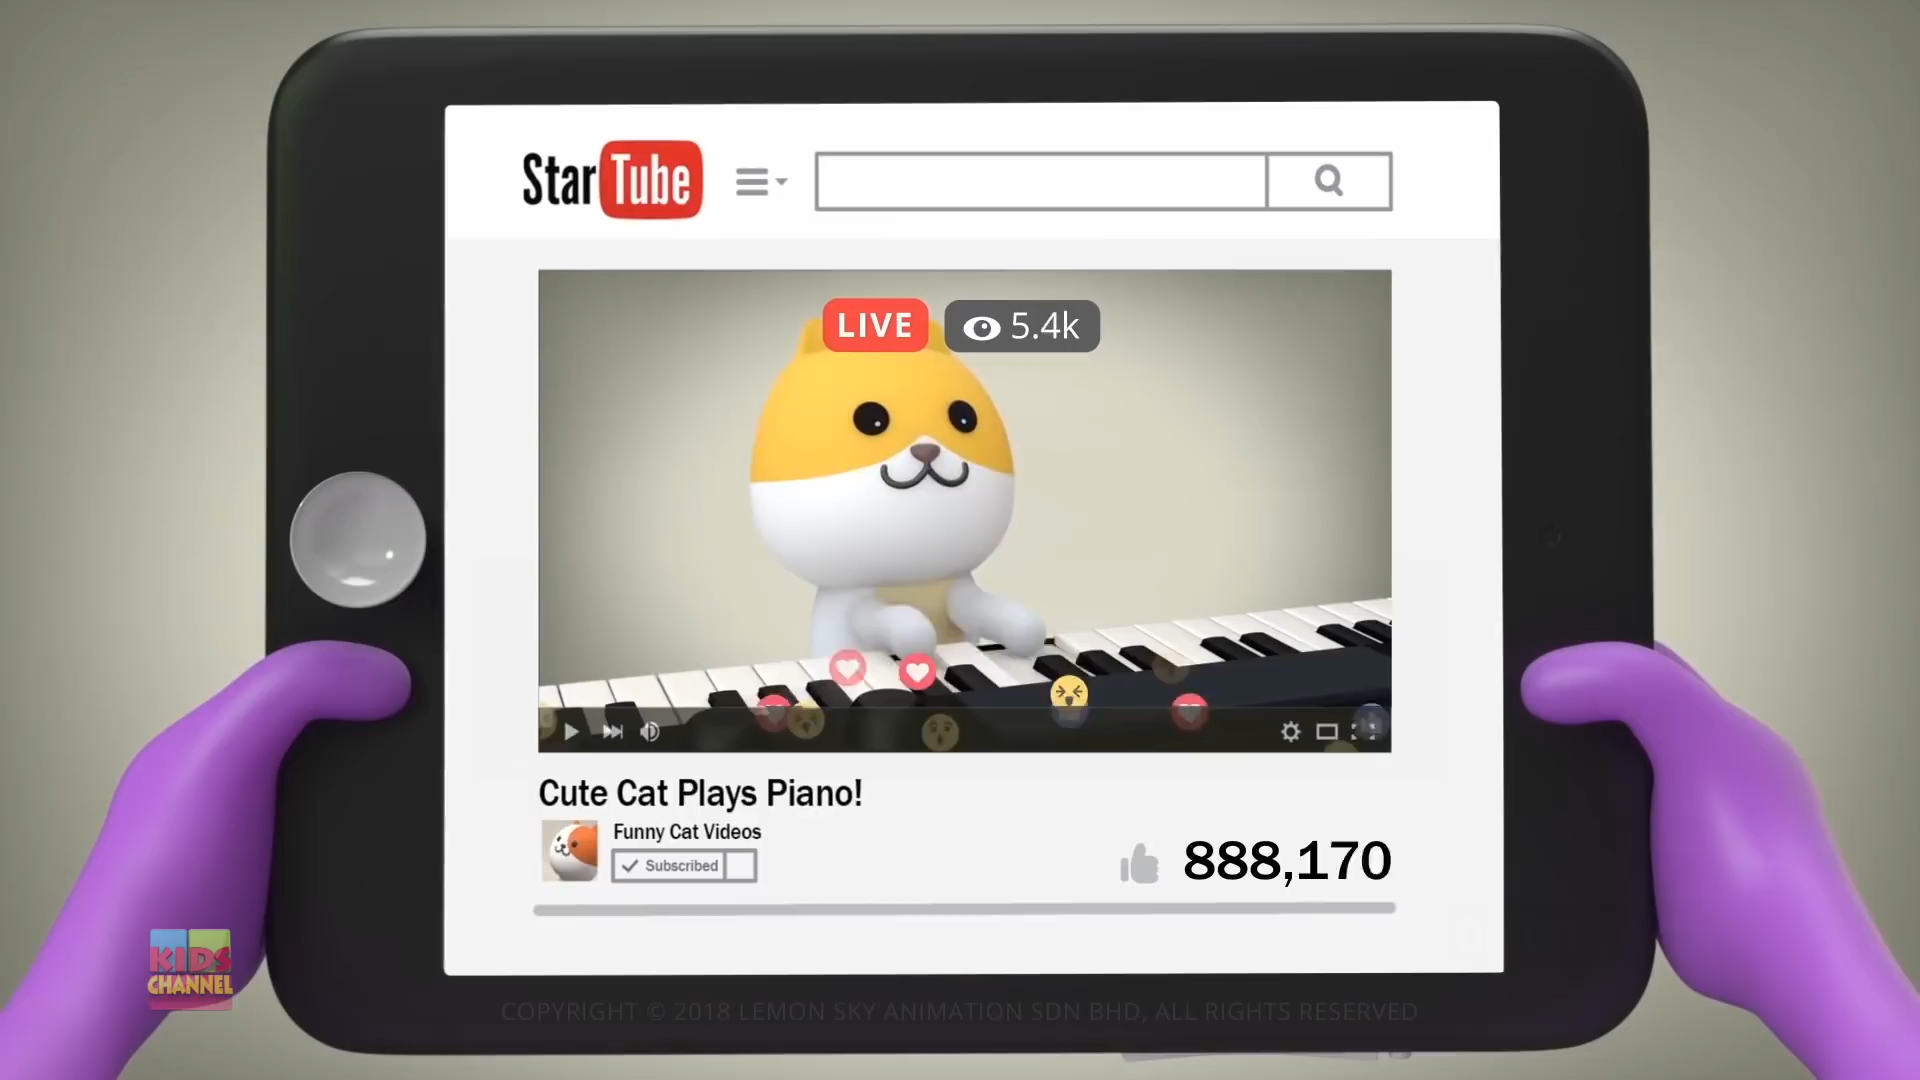 StarTube
LIVE 5.4k
Cute Cat Plays Piano!
Funny Cat Videos
Subscribed
888,170
KIDS
CHANNEL
COPYRIGHT © 2018 LEMON SKY ANIMATION SDN BHD, ALL RIGHTS RESERVED